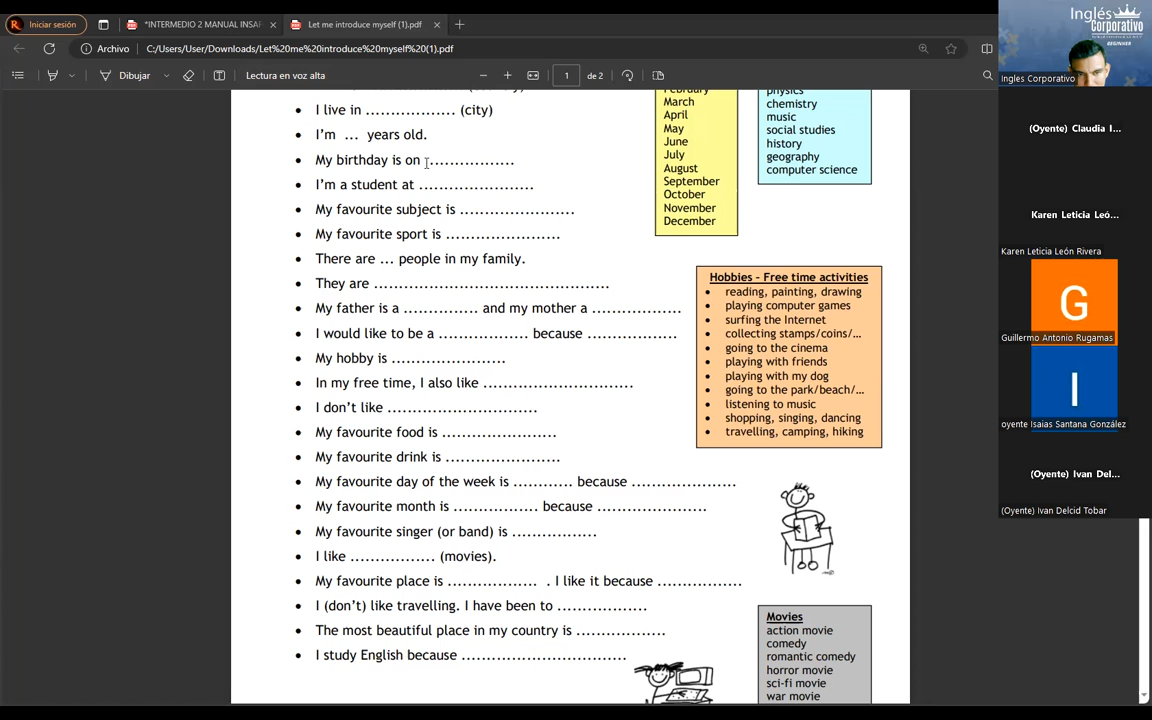 Iniciar sesión
*INTERMEDIO 2 MANUAL INSAF
Let me introduce myself (1).pdf
Archivo
C:/Users/User/Downloads/Let%20me%20introduce%20myself%20(1).pdf
Dibujar
Lectura en voz alta
1
de 2
I live in .................. (city)
I'm ... years old.
My birthday is on .................
I'm a student at .......................
My favourite subject is .......................
My favourite sport is .......................
There are ... people in my family.
They are ...............................................
My father is a ............... and my mother a ..................
I would like to be a .................. because ..................
My hobby is .......................
In my free time, I also like ..............................
I don't like ..............................
My favourite food is .......................
My favourite drink is .......................
My favourite day of the week is ............ because .....................
My favourite month is ................. because ......................
My favourite singer (or band) is .................
I like ................. (movies).
My favourite place is .................. . I like it because .................
I (don't) like travelling. I have been to ..................
The most beautiful place in my country is ..................
I study English because .................................
February
March
April
May
June
July
August
September
October
November
December
physics
chemistry
music
social studies
history
geography
computer science
Hobbies - Free time activities
reading, painting, drawing
playing computer games
surfing the Internet
collecting stamps/coins/...
going to the cinema
playing with friends
playing with my dog
going to the park/beach/...
listening to music
shopping, singing, dancing
travelling, camping, hiking
Movies
action movie
comedy
romantic comedy
horror movie
sci-fi movie
war movie
Inglés
Corporativo
BEGINNER
Ingles Corporativo
(Oyente) Claudia I...
Karen Leticia Leó...
Karen Leticia León Rivera
G
Guillermo Antonio Rugamas
I
oyente Isaias Santana González
(Oyente) Ivan Del...
(Oyente) Ivan Delcid Tobar